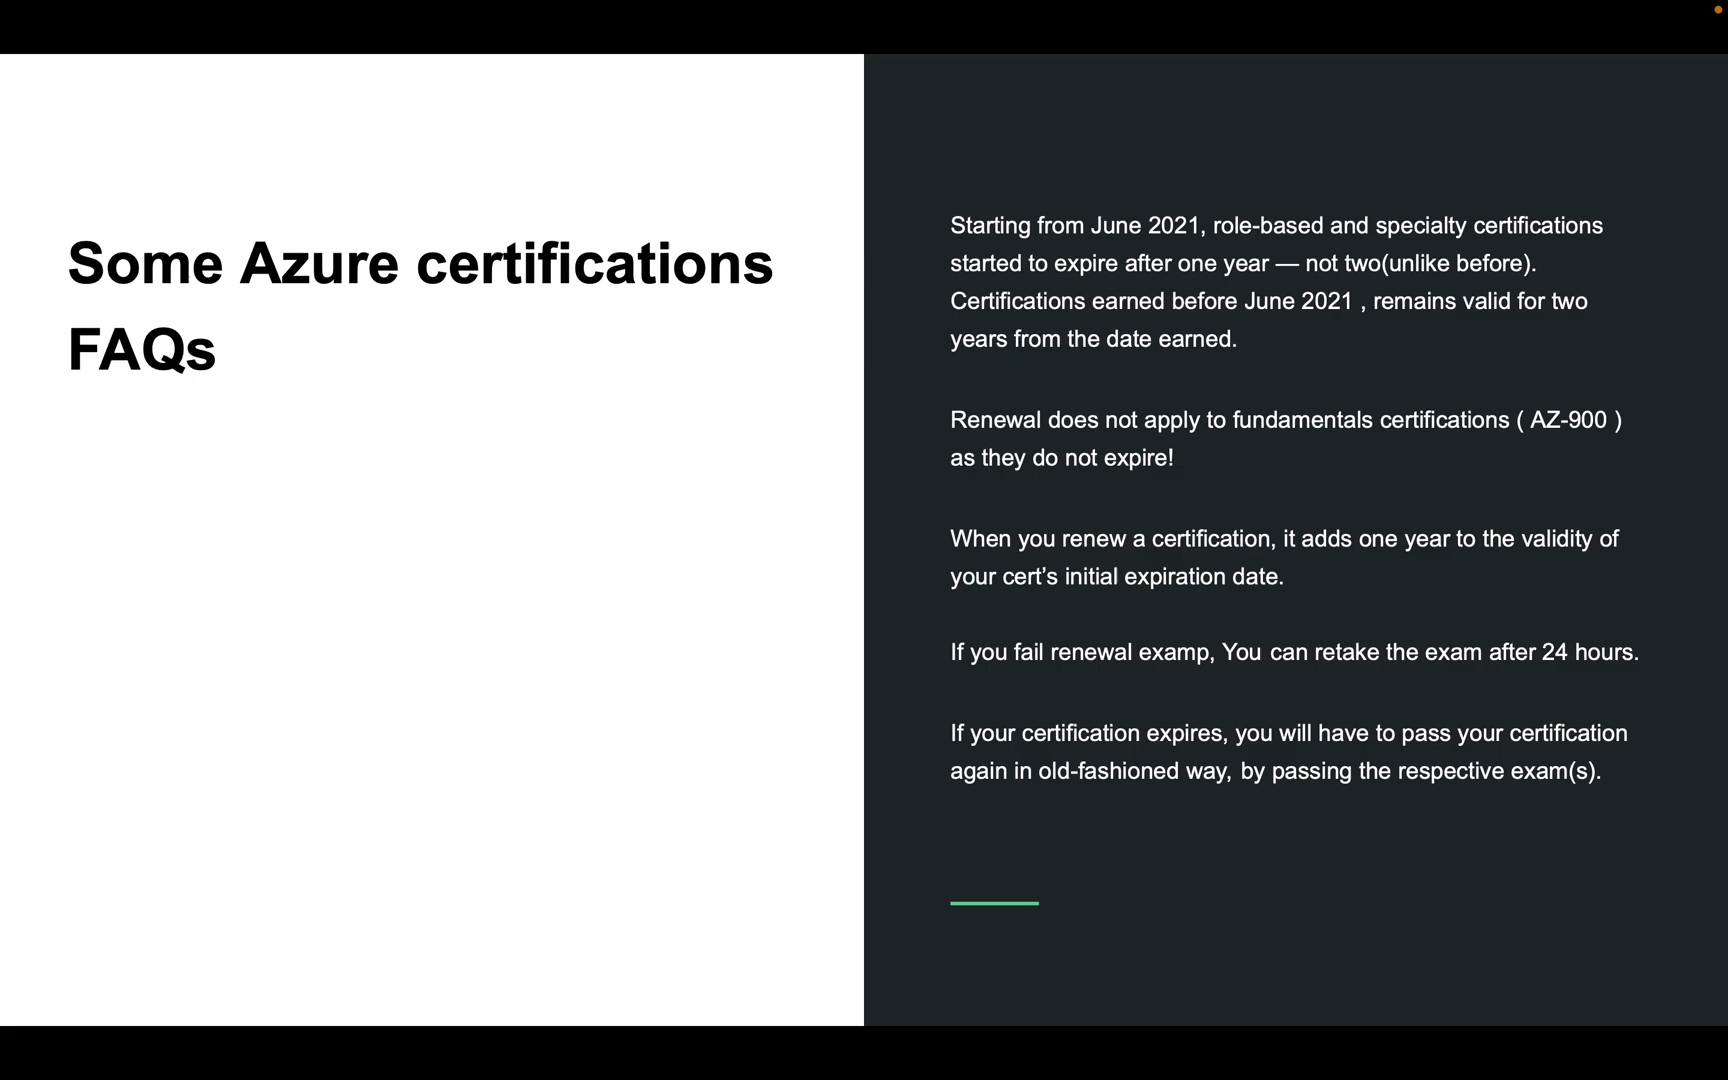 Some Azure certifications
FAQs
Starting from June 2021, role-based and specialty certifications
started to expire after one year — not two(unlike before).
Certifications earned before June 2021 , remains valid for two
years from the date earned.
Renewal does not apply to fundamentals certifications ( AZ-900 )
as they do not expire!
When you renew a certification, it adds one year to the validity of
your cert’s initial expiration date.
If you fail renewal examp, You can retake the exam after 24 hours.
If your certification expires, you will have to pass your certification
again in old-fashioned way, by passing the respective exam(s).